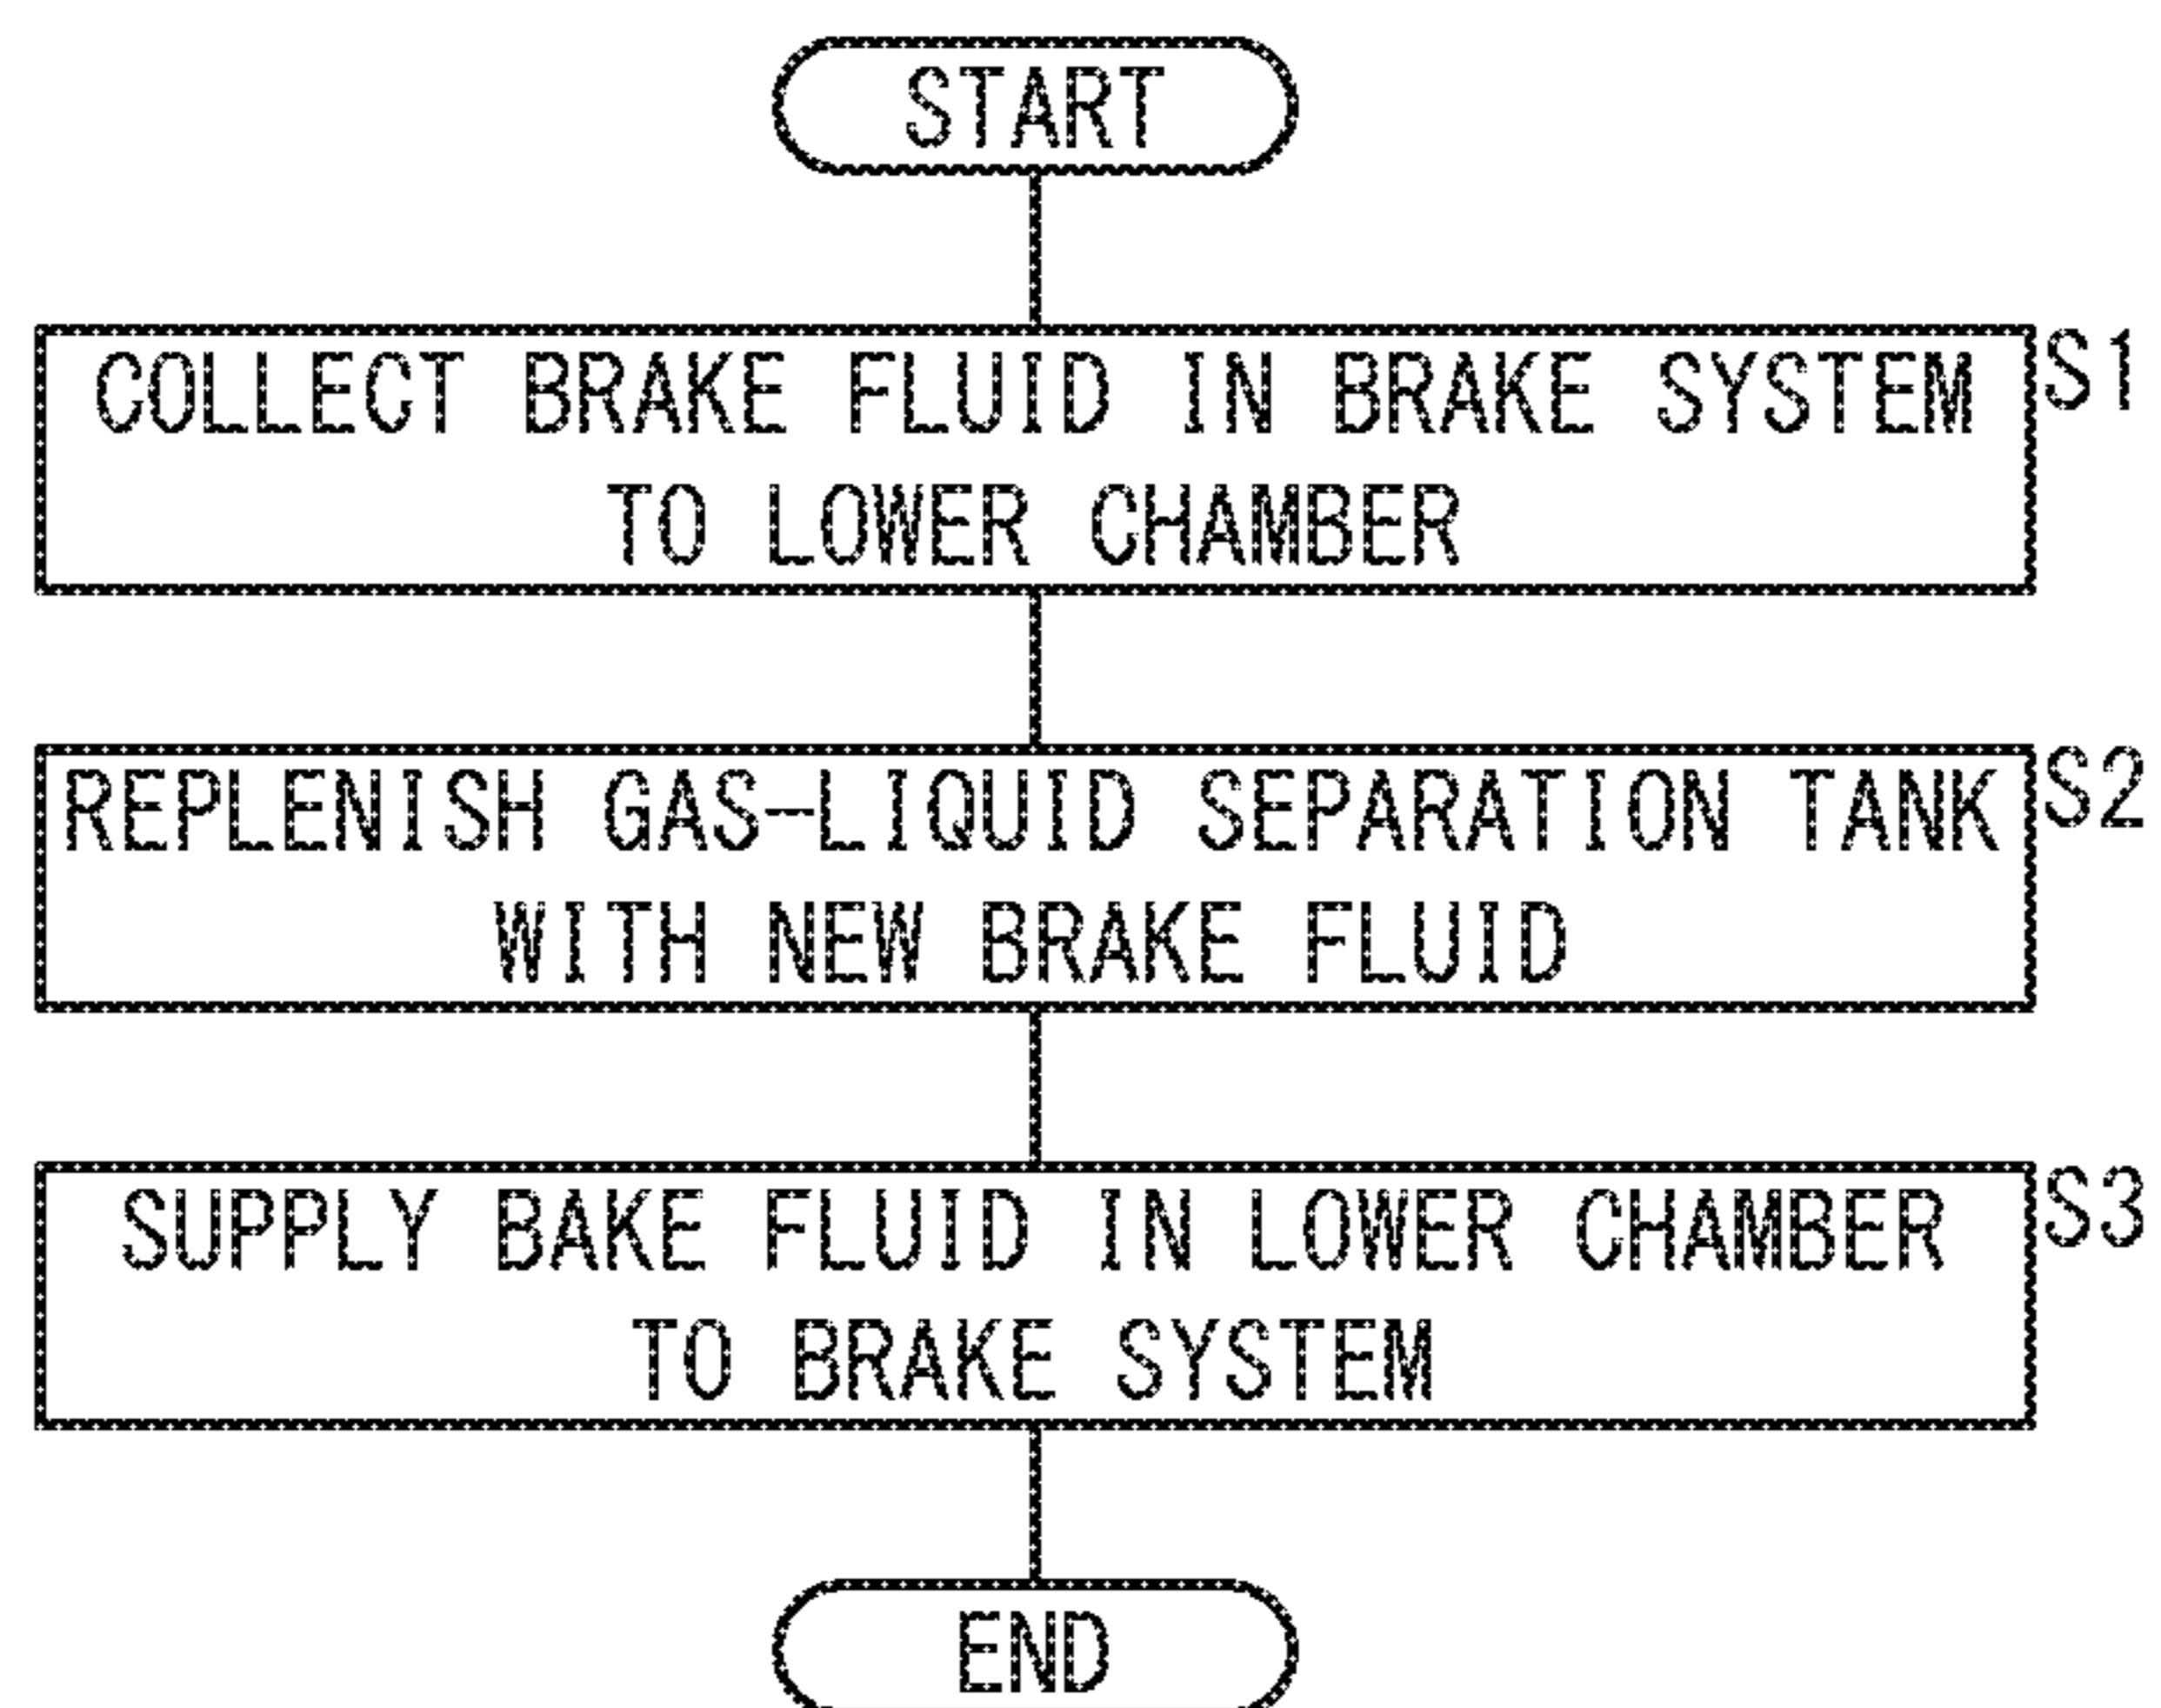 START
COLLECT BRAKE FLUID IN BRAKE SYSTEM S1
TO LOWER CHAMBER
REPLENISH GAS-LIQUID SEPARATION TANK S2
WITH NEW BRAKE FLUID
SUPPLY BAKE FLUID IN LOWER CHAMBER S3
TO BRAKE SYSTEM
END